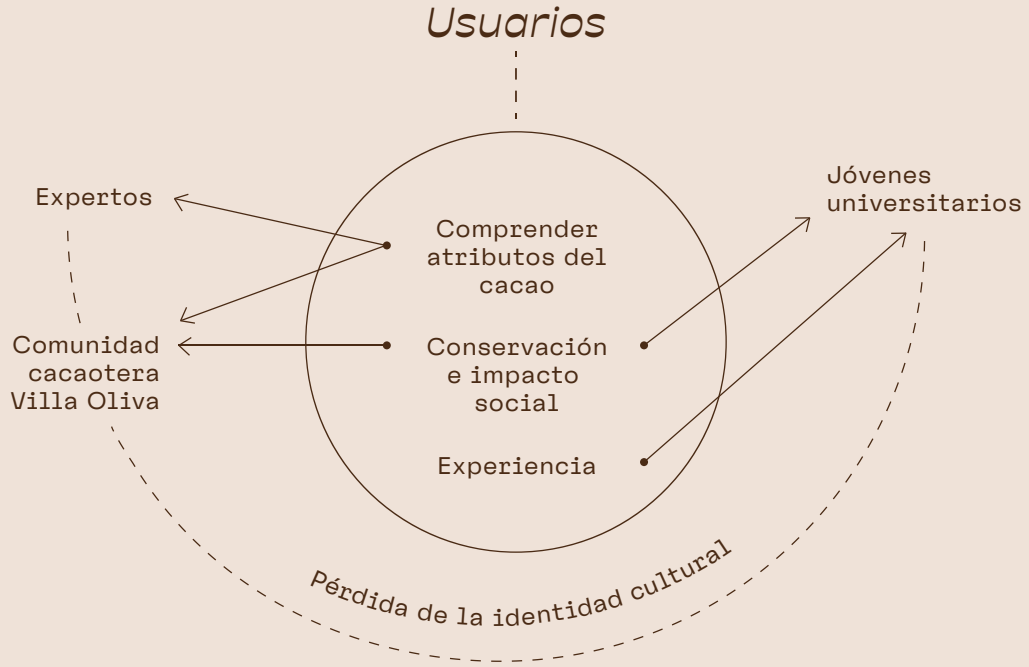 Usuarios
Expertos
Comunidad
cacaotera
Villa Oliva
Comprender
atributos del
cacao
Conservación
e impacto
social
Experiencia
Jóvenes
universitarios
Pérdida de la identidad cultural